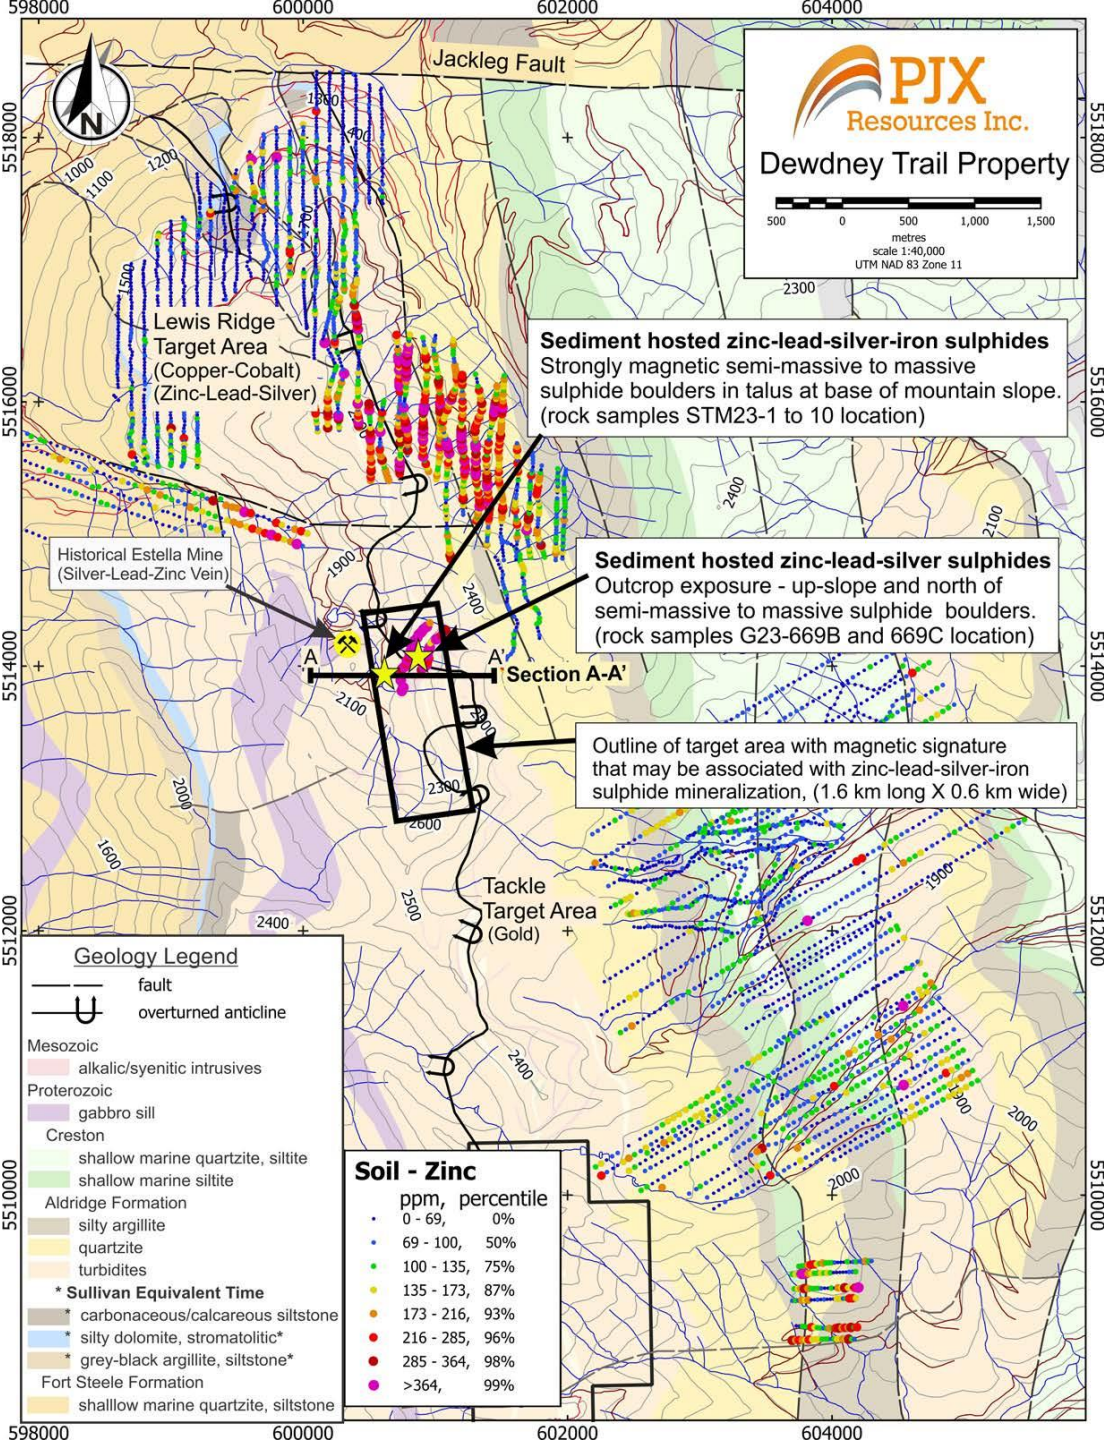 598000
600000
602000
604000
Jackleg Fault
PJX
Resources Inc.
Dewdney Trail Property
500 0 500 1,000 1,500
metres
scale 1:40,000
UTM NAD 83 Zone 11
N
5518000
5518000
1300
1000
1100
1200
1700
1500
2300
Lewis Ridge
Target Area
(Copper-Cobalt)
(Zinc-Lead-Silver)
Sediment hosted zinc-lead-silver-iron sulphides
Strongly magnetic semi-massive to massive
sulphide boulders in talus at base of mountain slope.
(rock samples STM23-1 to 10 location)
5516000
5516000
2400
2100
Historical Estella Mine
(Silver-Lead-Zinc Vein)
1900
2400
Sediment hosted zinc-lead-silver sulphides
Outcrop exposure - up-slope and north of
semi-massive to massive sulphide boulders.
(rock samples G23-669B and 669C location)
5514000
5514000
A
A'
Section A-A'
2100
2000
2300
2600
Outline of target area with magnetic signature
that may be associated with zinc-lead-silver-iron
sulphide mineralization, (1.6 km long X 0.6 km wide)
1600
2500
2400
1900
Tackle
Target Area
(Gold)
5512000
5512000
2400
1900
2000
2000
5510000
5510000
Geology Legend
fault
overturned anticline
Mesozoic
alkalic/syenitic intrusives
Proterozoic
gabbro sill
Creston
shallow marine quartzite, siltite
shallow marine siltite
Aldridge Formation
silty argillite
quartzite
turbidites
* Sullivan Equivalent Time
* carbonaceous/calcareous siltstone
* silty dolomite, stromatolitic*
* grey-black argillite, siltstone*
Fort Steele Formation
shalllow marine quartzite, siltstone
Soil - Zinc
ppm, percentile
0 - 69, 0%
69 - 100, 50%
100 - 135, 75%
135 - 173, 87%
173 - 216, 93%
216 - 285, 96%
285 - 364, 98%
>364, 99%
598000
600000
602000
604000